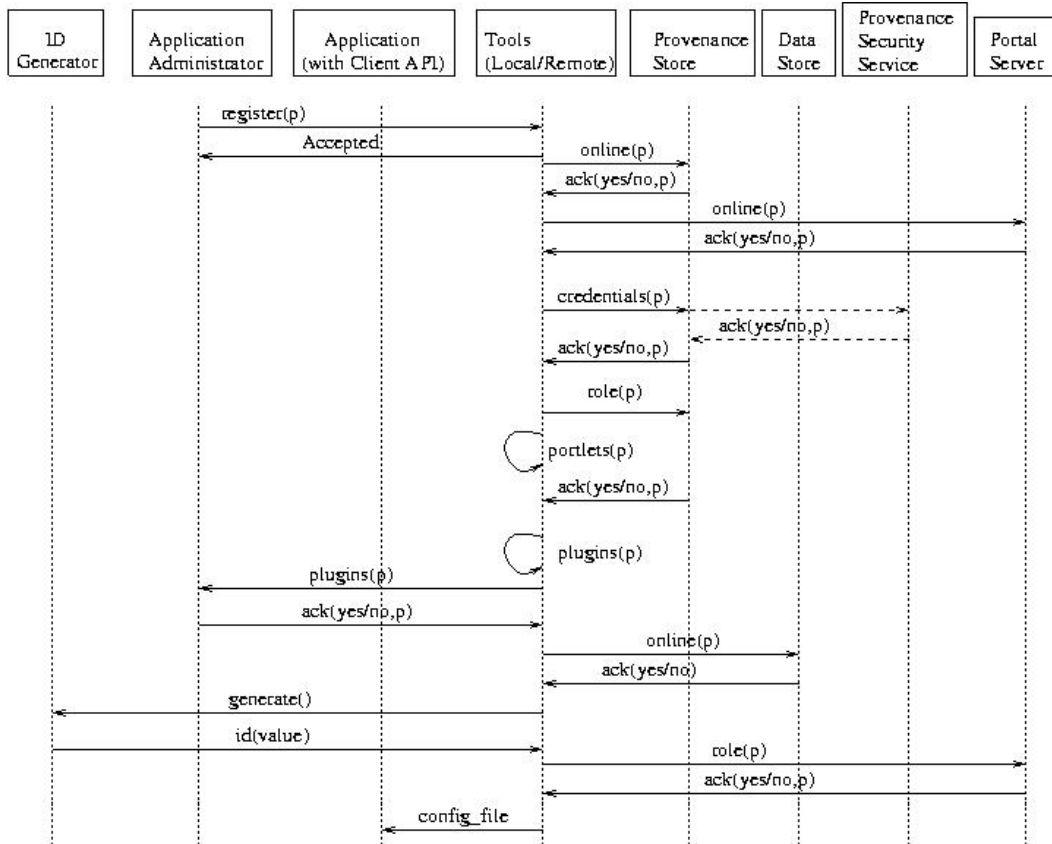 ID
Generator
Application
Administrator
Application
(with Client API)
Tools
(Local/Remote)
Provenance
Store
Data
Store
Provenance
Security
Service
Portal
Server
register(p)
Accepted
online(p)
ack(yes/no,p)
online(p)
ack(yes/no,p)
credentials(p)
ack(yes/no,p)
ack(yes/no,p)
role(p)
portlets(p)
ack(yes/no,p)
plugins(p)
plugins(p)
ack(yes/no,p)
online(p)
ack(yes/no)
generate()
id(value)
role(p)
ack(yes/no,p)
config_file